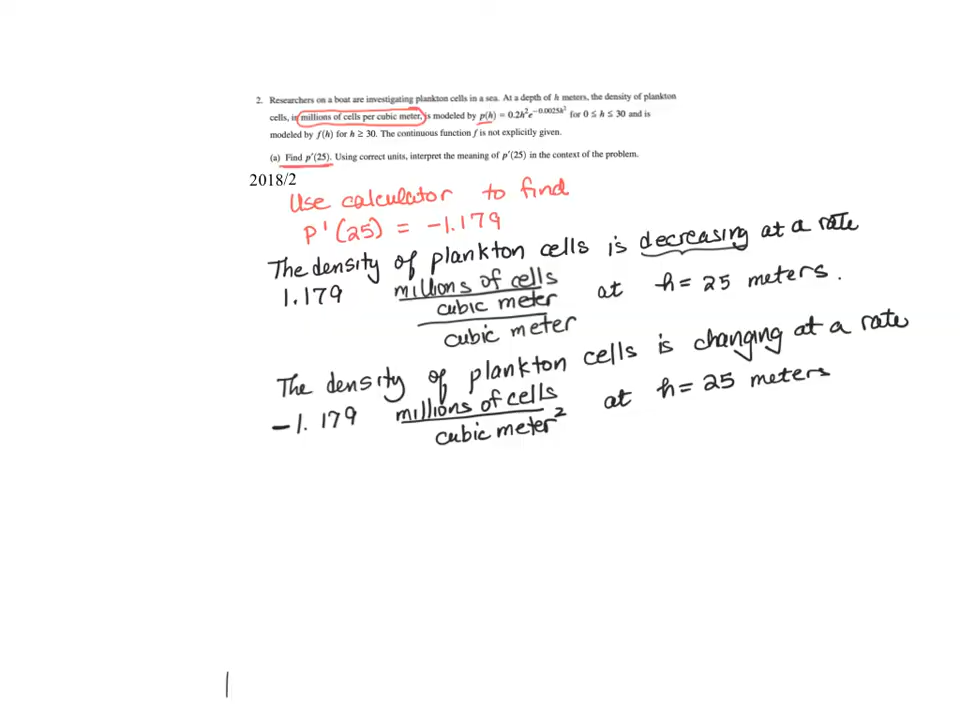 2. Researchers on a boat are investigating plankton cells in a sea. At a depth of h meters, the density of plankton
cells, in millions of cells per cubic meter, is modeled by p(h) = 0.2h²e^(−0.0025h²) for 0 ≤ h ≤ 30 and is
modeled by f(h) for h ≥ 30. The continuous function f is not explicitly given.
(a) Find p′(25). Using correct units, interpret the meaning of p′(25) in the context of the problem.
2018/2
Use calculator to find
P'(25) = -1.179
The density of plankton cells is decreasing at a rate
1.179 millions of cells at h = 25 meters.
cubic meter
cubic meter
The density of plankton cells is changing at a rate
-1.179 millions of cells at h = 25 meters
cubic meter²